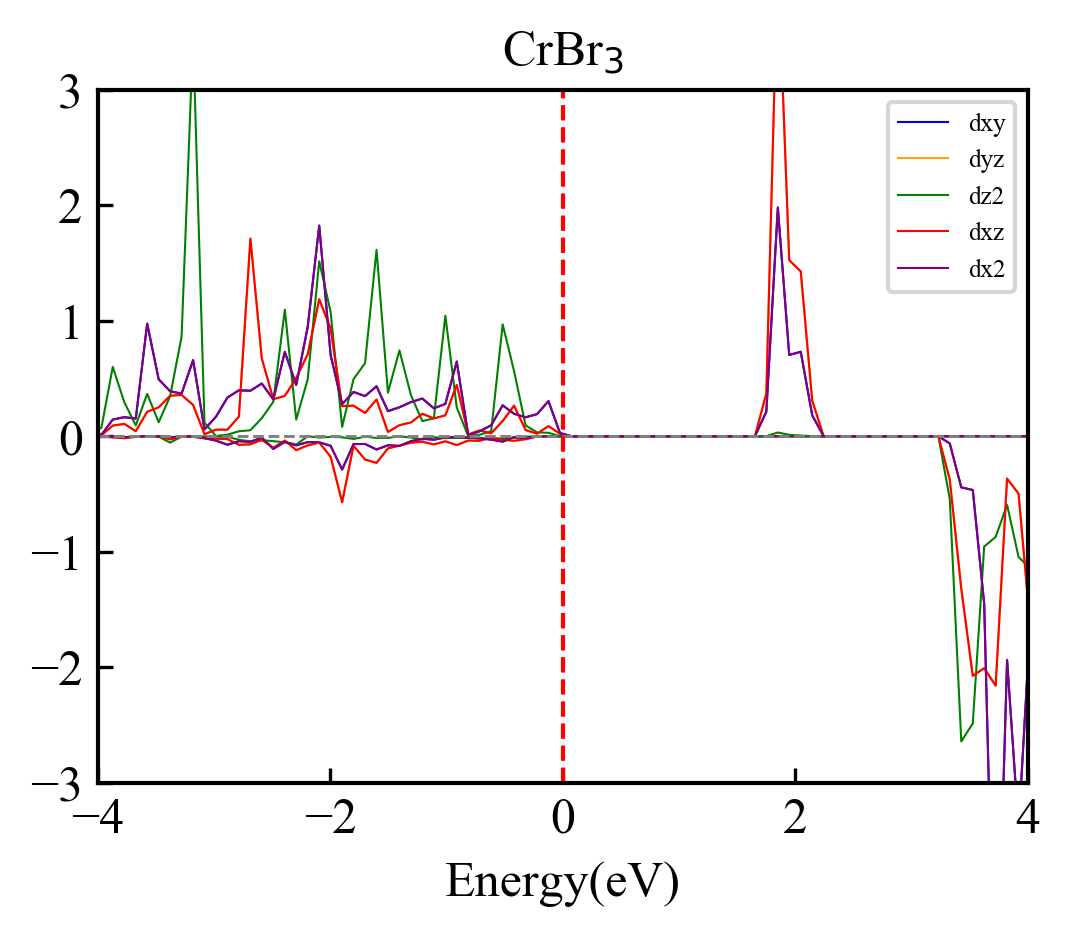 CrBr₃
3
2
1
0
−1
−2
−3
dxy
dyz
dz2
dxz
dx2
−4 −2 0 2 4
Energy(eV)